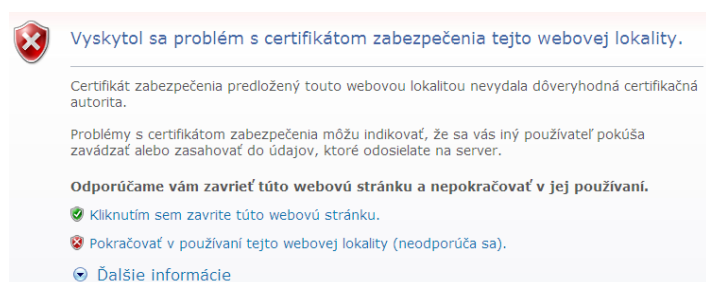 Vyskytol sa problém s certifikátom zabezpečenia tejto webovej lokality.
Certifikát zabezpečenia predložený touto webovou lokalitou nevydala dôveryhodná certifikačná
autorita.
Problémy s certifikátom zabezpečenia môžu indikovať, že sa vás iný používateľ pokúša
zavádzať alebo zasahovať do údajov, ktoré odosielate na server.
Odporúčame vám zavrieť túto webovú stránku a nepokračovať v jej používaní.
Kliknutím sem zavrite túto webovú stránku.
Pokračovať v používaní tejto webovej lokality (neodporúča sa).
Ďalšie informácie